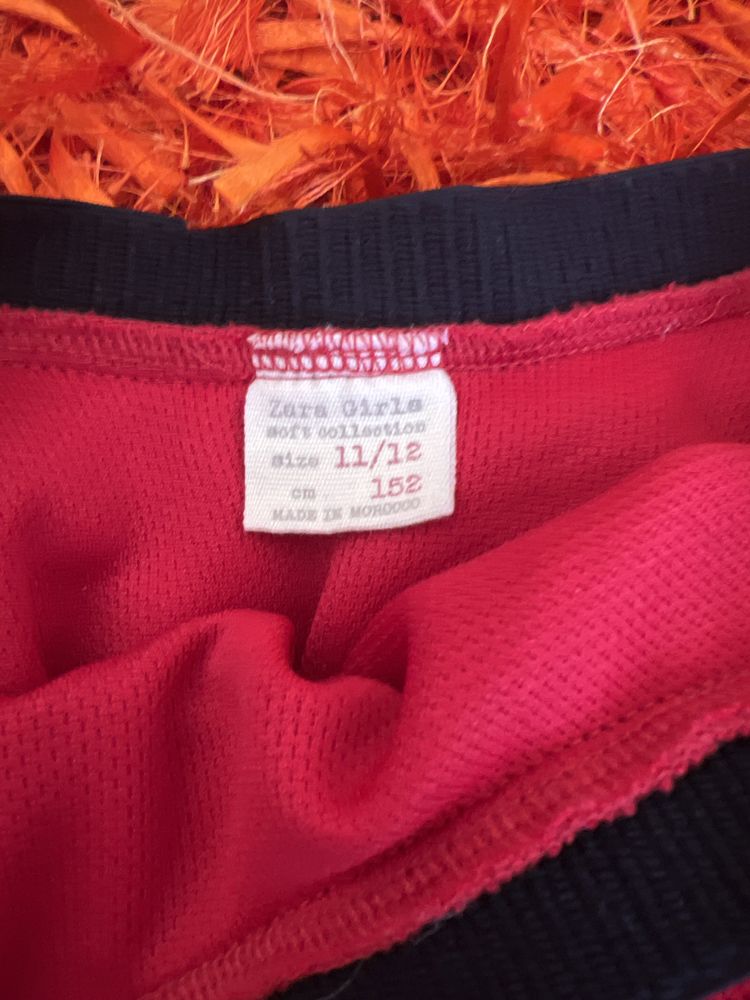 Zara Girls
soft collection
size 11/12
cm. 152
MADE IN MOROCCO